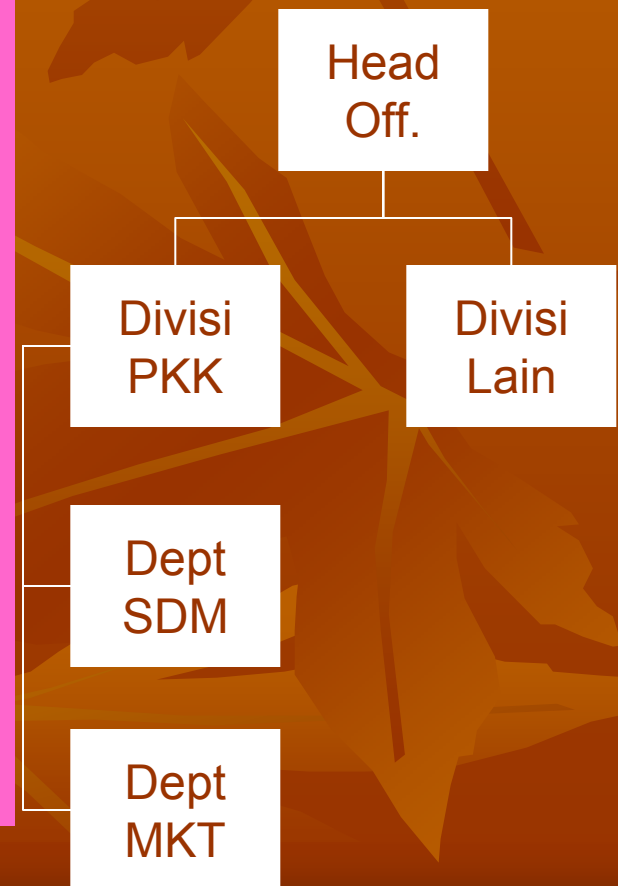 Head
Off.
Divisi
PKK
Divisi
Lain
Dept
SDM
Dept
MKT